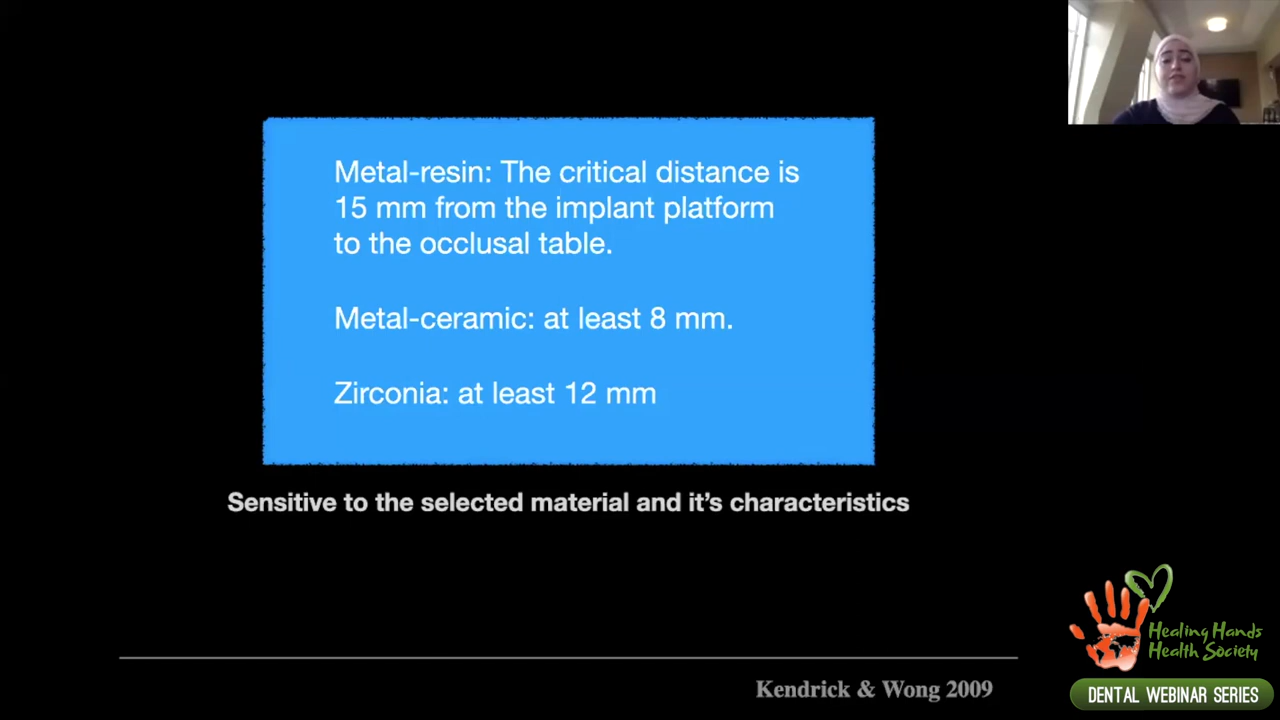 Metal-resin: The critical distance is
15 mm from the implant platform
to the occlusal table.
Metal-ceramic: at least 8 mm.
Zirconia: at least 12 mm
Sensitive to the selected material and it's characteristics
Kendrick & Wong 2009
Healing Hands
Health Society
DENTAL WEBINAR SERIES